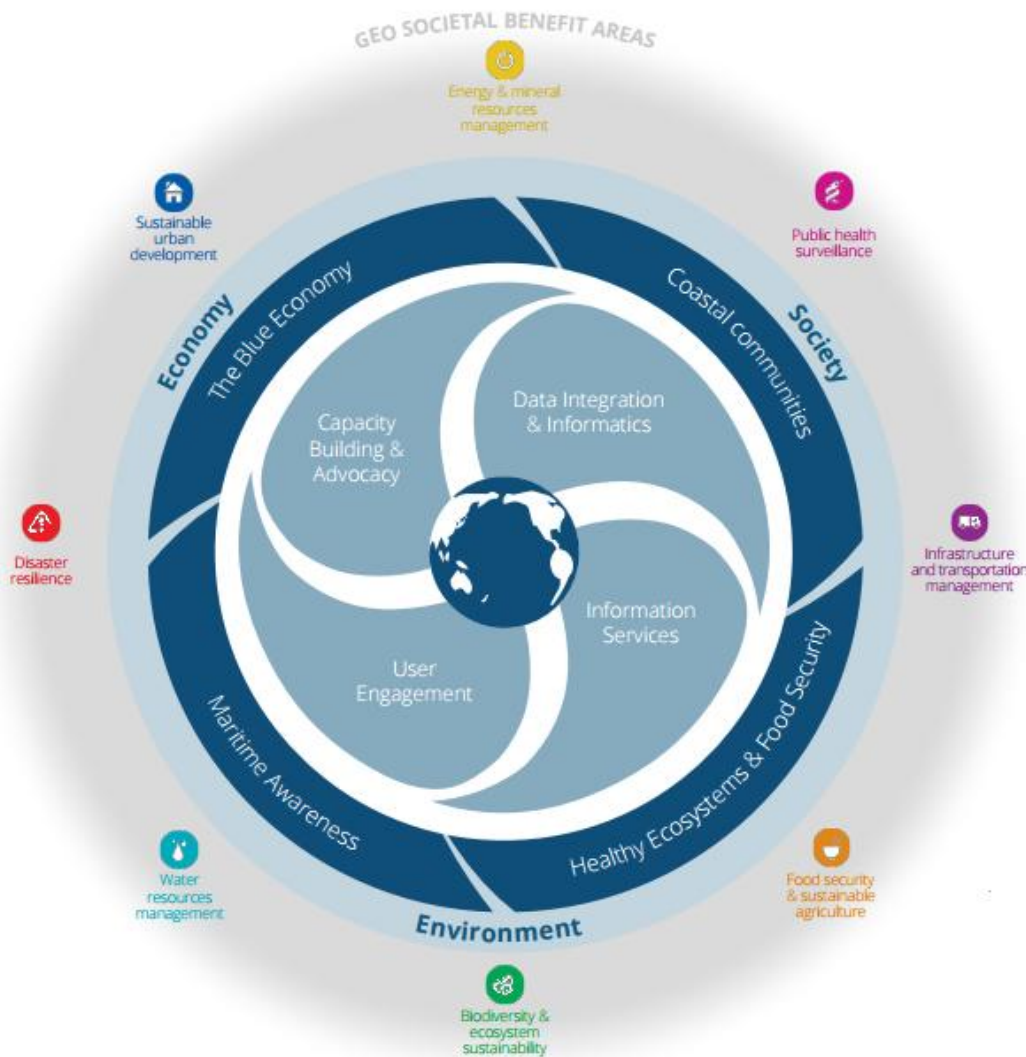 GEO SOCIETAL BENEFIT AREAS
Energy & mineral
resources
management
Sustainable
urban
development
Public health
surveillance
Economy
The Blue Economy
Coastal communities
Society
Capacity
Building &
Advocacy
Data Integration
& Informatics
Disaster
resilience
Infrastructure
and transportation
management
Information
Services
User
Engagement
Maritime Awareness
Healthy Ecosystems & Food Security
Water
resources
management
Food security
& sustainable
agriculture
Environment
Biodiversity &
ecosystem
sustainability